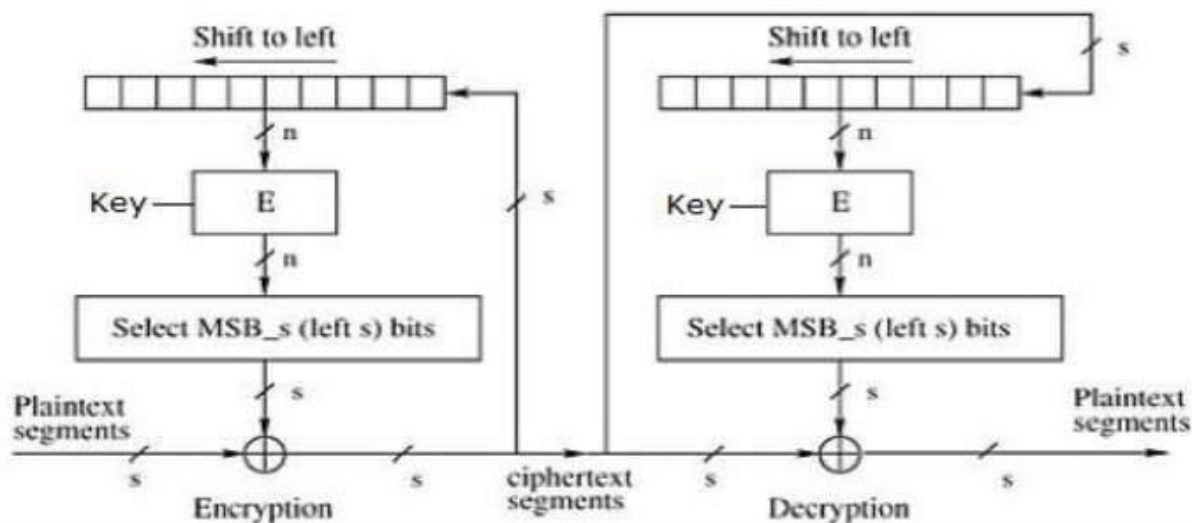 Shift to left
n
Key
E
n
Select MSB_s (left s) bits
s
Plaintext
segments
s
s
Encryption
s
ciphertext
segments
Shift to left
s
n
Key
E
n
Select MSB_s (left s) bits
s
s
s
Decryption
Plaintext
segments